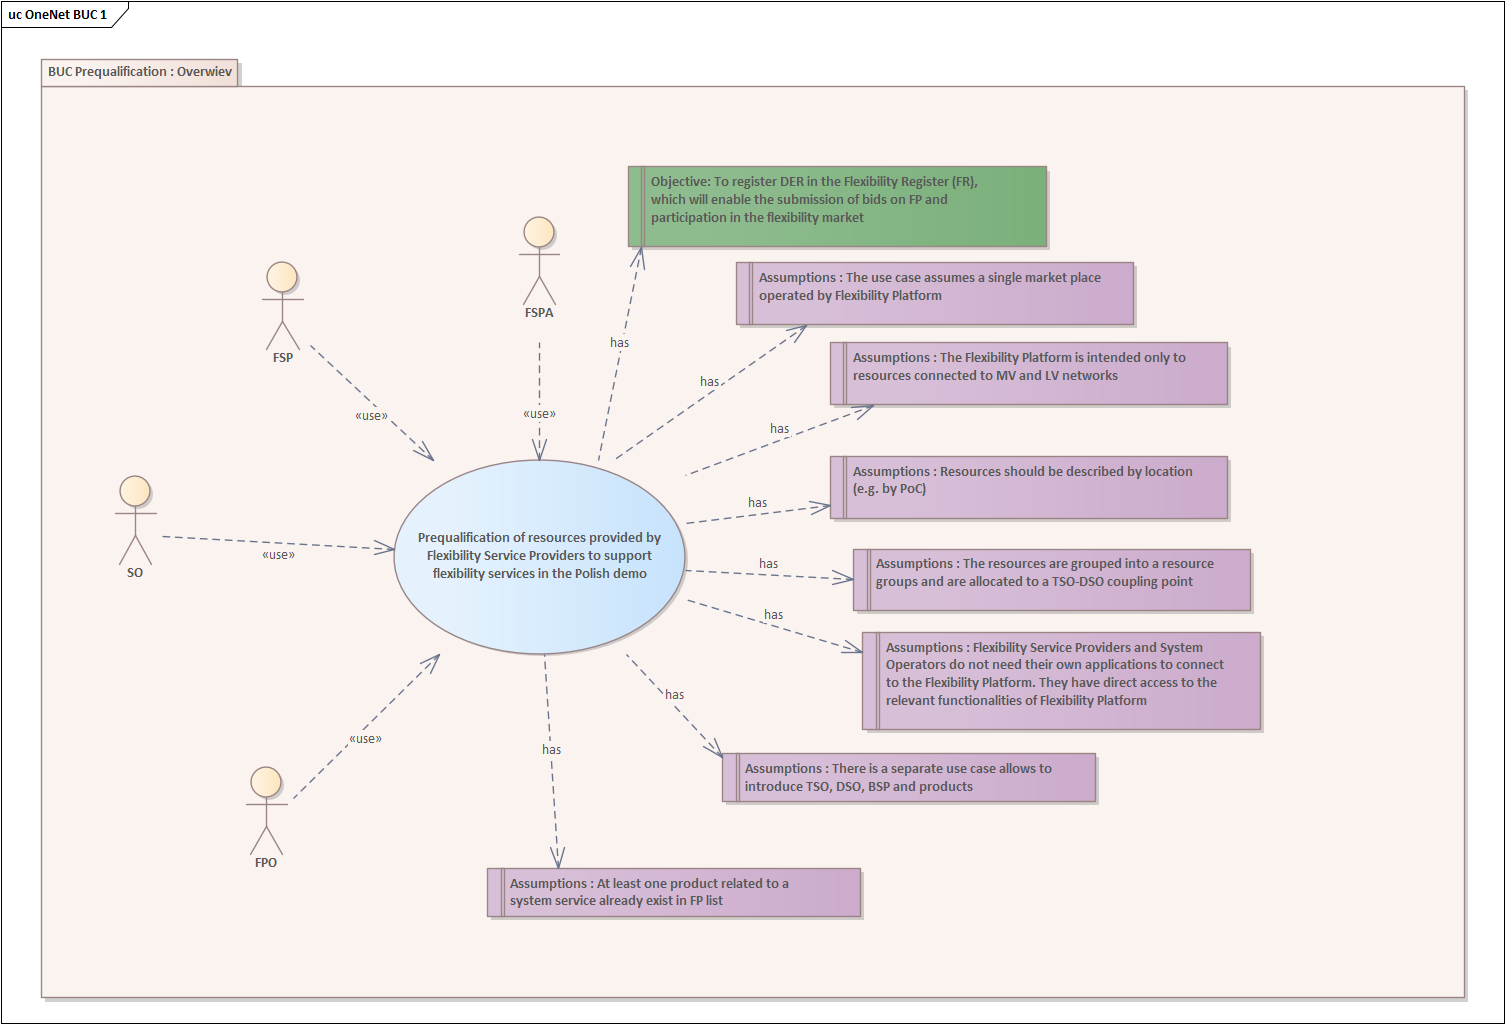 uc OneNet BUC 1
BUC Prequalification : Overwiev
Objective: To register DER in the Flexibility Register (FR),
which will enable the submission of bids on FP and
participation in the flexibility market
FSPA
FSP
Assumptions : The use case assumes a single market place
operated by Flexibility Platform
has
Assumptions : The Flexibility Platform is intended only to
resources connected to MV and LV networks
has
«use»
«use»
has
Assumptions : Resources should be described by location
(e.g. by PoC)
has
SO
«use»
Prequalification of resources provided by
Flexibility Service Providers to support
flexibility services in the Polish demo
has
Assumptions : The resources are grouped into a resource
groups and are allocated to a TSO-DSO coupling point
has
Assumptions : Flexibility Service Providers and System
Operators do not need their own applications to connect
to the Flexibility Platform. They have direct access to the
relevant functionalities of Flexibility Platform
has
«use»
has
Assumptions : There is a separate use case allows to
introduce TSO, DSO, BSP and products
FPO
Assumptions : At least one product related to a
system service already exist in FP list